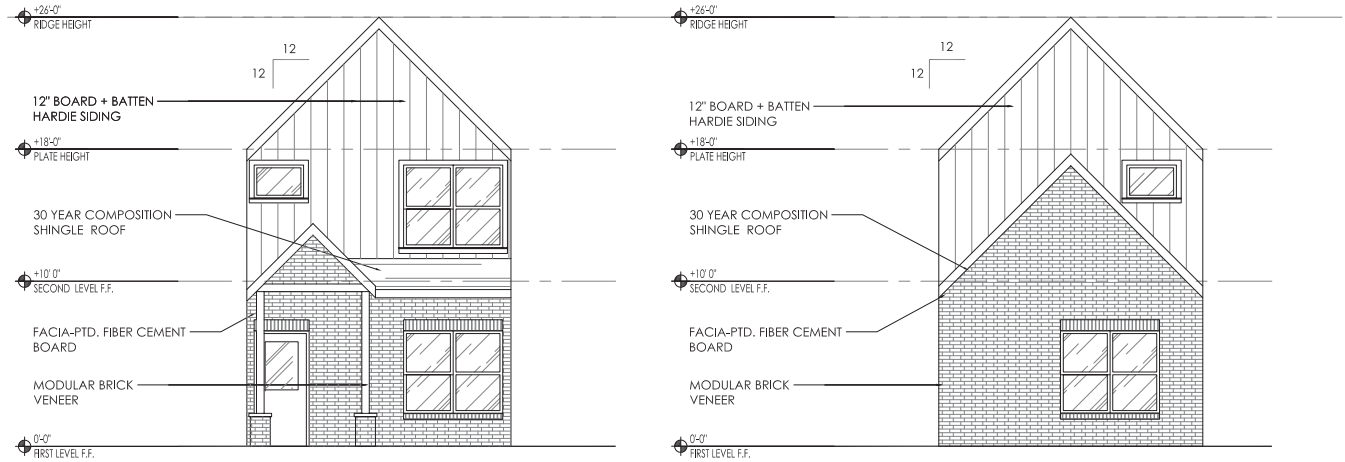 +26'-0"
RIDGE HEIGHT
12
12
12" BOARD + BATTEN
HARDIE SIDING
+18'-0"
PLATE HEIGHT
30 YEAR COMPOSITION
SHINGLE ROOF
+10' 0"
SECOND LEVEL F.F.
FACIA-PTD. FIBER CEMENT
BOARD
MODULAR BRICK
VENEER
0'-0"
FIRST LEVEL F.F.
+26'-0"
RIDGE HEIGHT
12
12
12" BOARD + BATTEN
HARDIE SIDING
+18'-0"
PLATE HEIGHT
30 YEAR COMPOSITION
SHINGLE ROOF
+10' 0"
SECOND LEVEL F.F.
FACIA-PTD. FIBER CEMENT
BOARD
MODULAR BRICK
VENEER
0'-0"
FIRST LEVEL F.F.